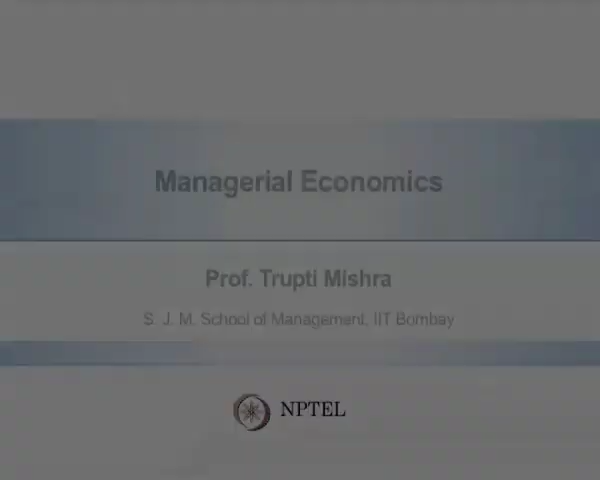 Managerial Economics
Prof. Trupti Mishra
S. J. M. School of Management, IIT Bombay
NPTEL